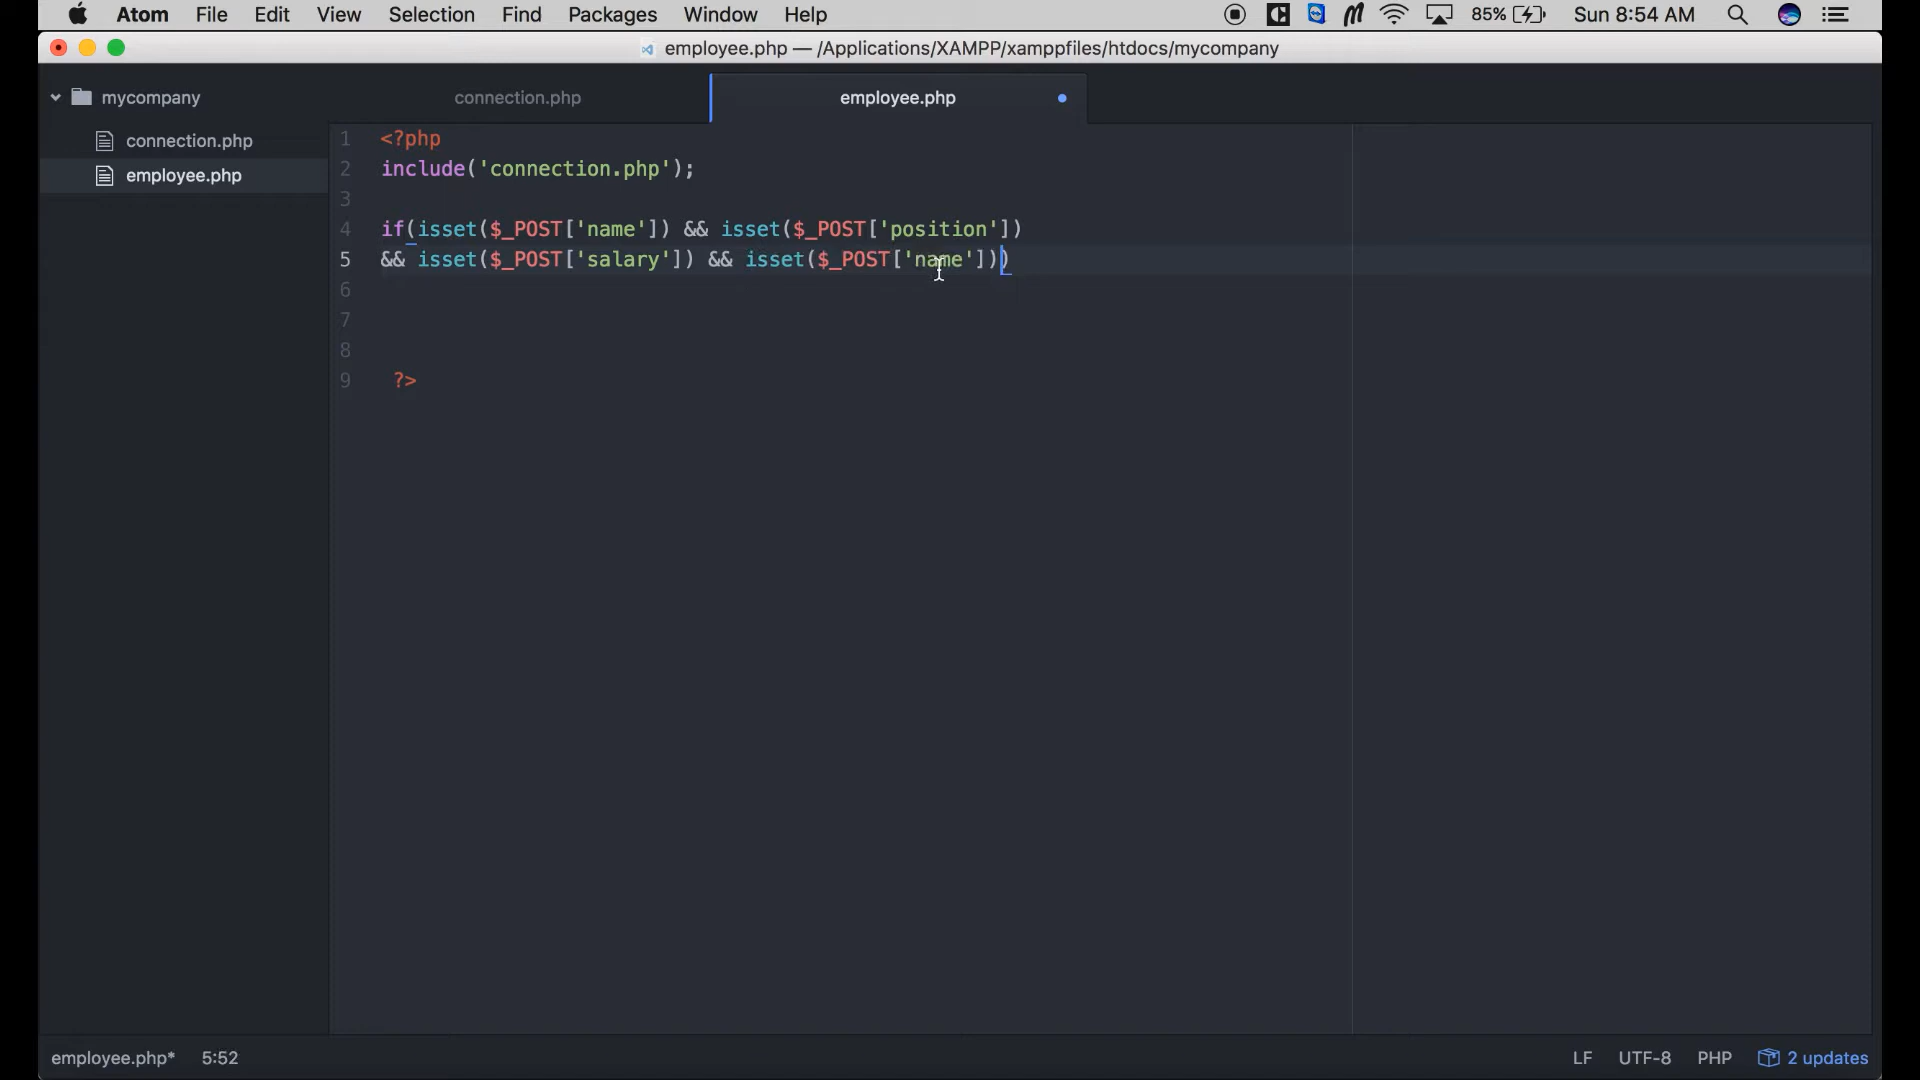 Atom File Edit View Selection Find Packages Window Help 85% Sun 8:54 AM
employee.php — /Applications/XAMPP/xamppfiles/htdocs/mycompany
mycompany
connection.php
employee.php
connection.php employee.php
1 <?php
2 include('connection.php');
3
4 if(isset($_POST['name']) && isset($_POST['position'])
5 && isset($_POST['salary']) && isset($_POST['name']))
6
7
8
9 ?>
employee.php* 5:52 LF UTF-8 PHP 2 updates